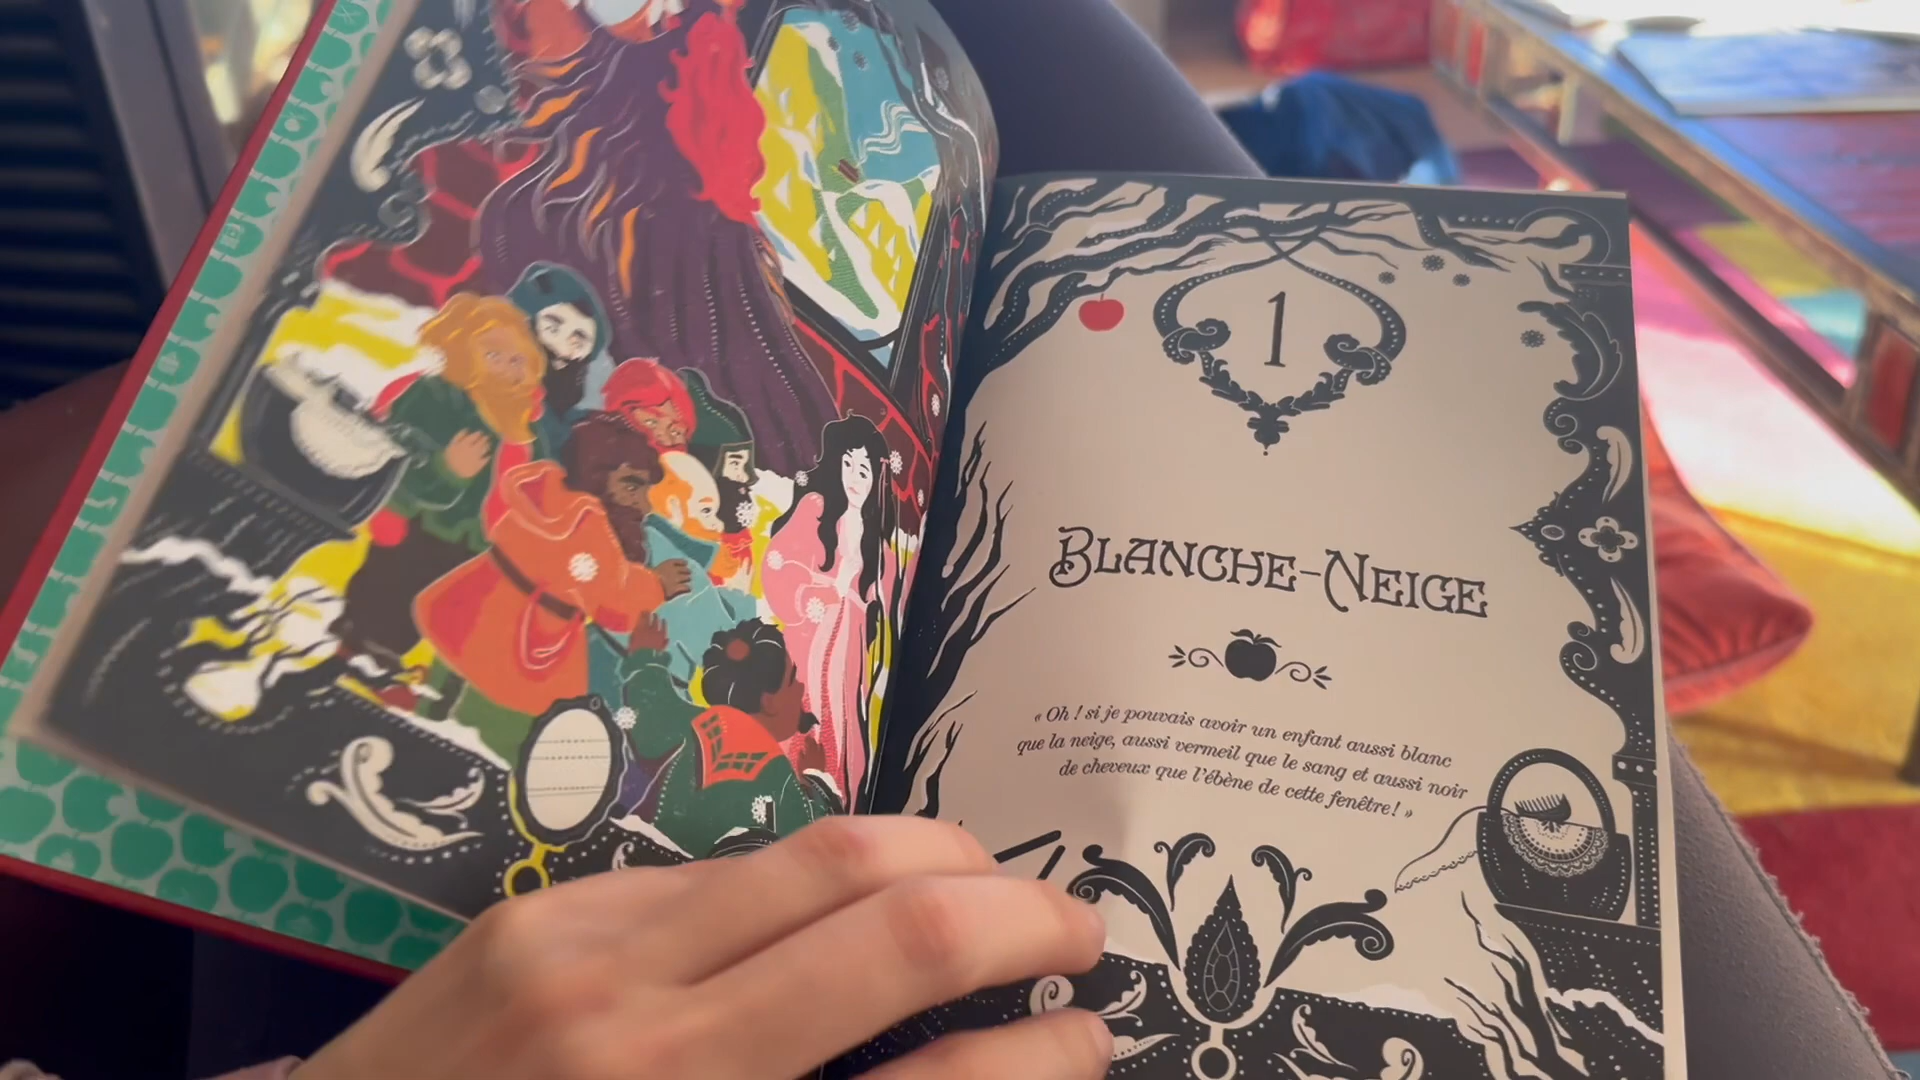 1
BLANCHE-NEIGE
« Oh ! si je pouvais avoir un enfant aussi blanc
que la neige, aussi vermeil que le sang et aussi noir
de cheveux que l'ébène de cette fenêtre ! »